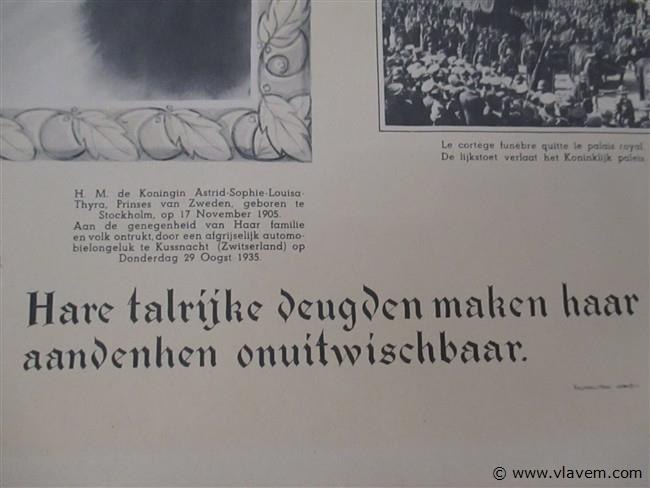 Le cortège funèbre quitte le palais royal
De lijkstoet verlaat het Koninklijk paleis
H. M. de Koningin Astrid-Sophie-Louisa-
Thyra, Prinses van Zweden, geboren te
Stockholm, op 17 November 1905.
Aan de genegenheid van Haar familie
en volk ontrukt, door een afgrijselijk automo-
bielongeluk te Kussnacht (Zwitserland) op
Donderdag 29 Oogst 1935.
Hare talrijke deugden maken haar
aandenhen onuitwischbaar.
© www.vlavem.com